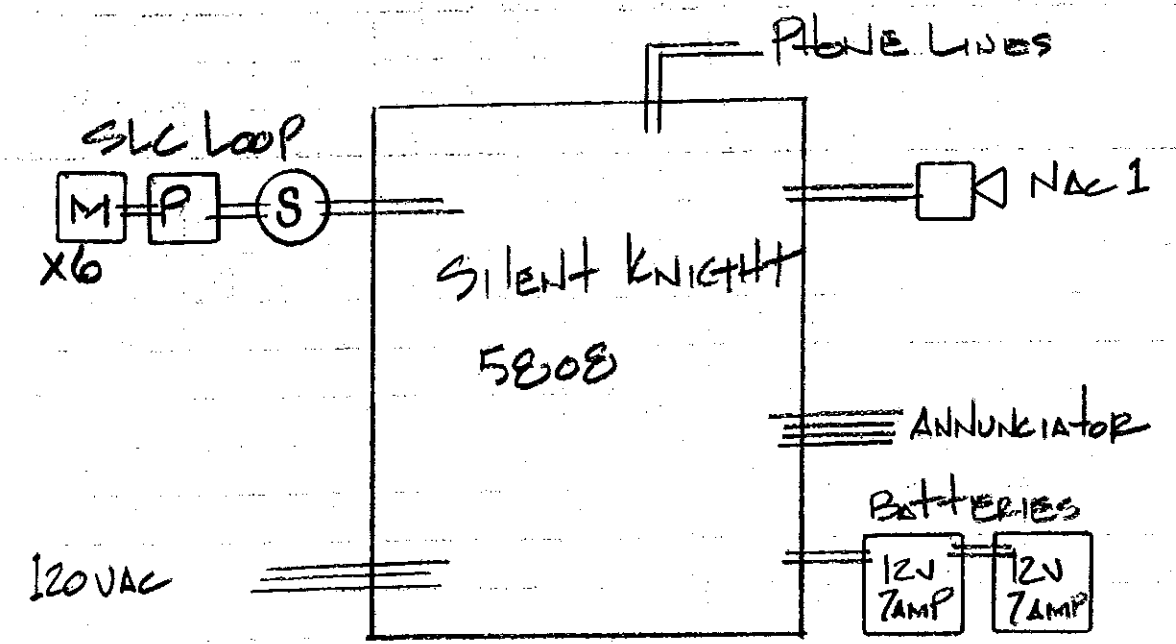 PHONE LINES
SLC LOOP
M P S
X6
NAC 1
SILENT KNIGHT
5808
ANNUNCIATOR
BATTERIES
120VAC
12V 12V
7AMP 7AMP